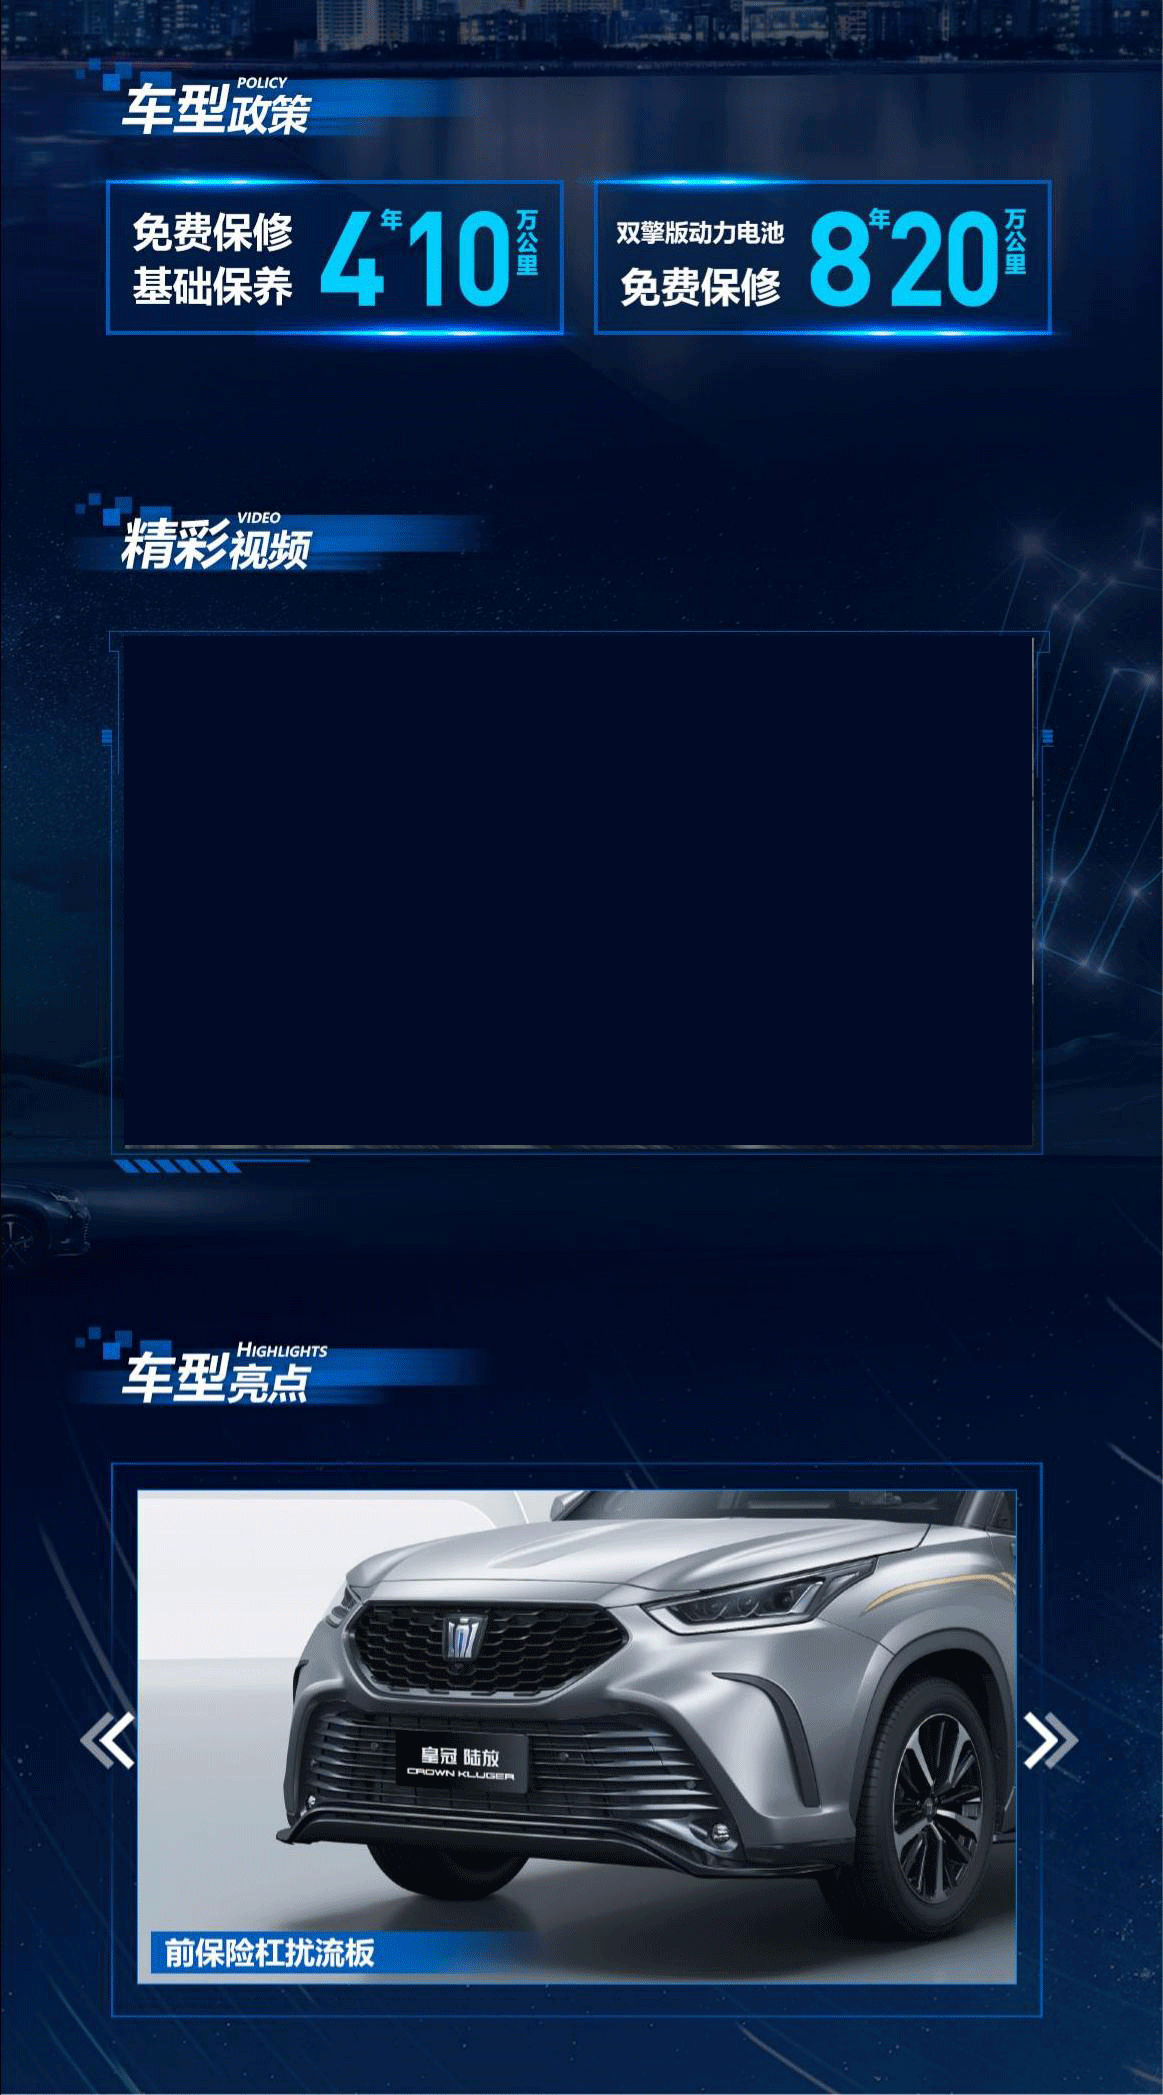 POLICY
车型政策
免费保修
基础保养
4年10万公里
双擎版动力电池
免费保修
8年20万公里
VIDEO
精彩视频
HIGHLIGHTS
车型亮点
皇冠 陆放
CROWN KLUGER
前保险杠扰流板